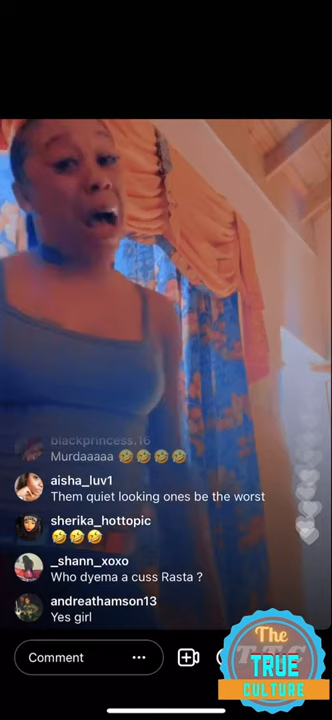 blackprincess.16
Murdaaaaa 🤣🤣🤣🤣
aisha_luv1
Them quiet looking ones be the worst
sherika_hottopic
🤣🤣🤣
_shann_xoxo
Who dyema a cuss Rasta ?
andreathamson13
Yes girl
Comment
The
TRUE
CULTURE